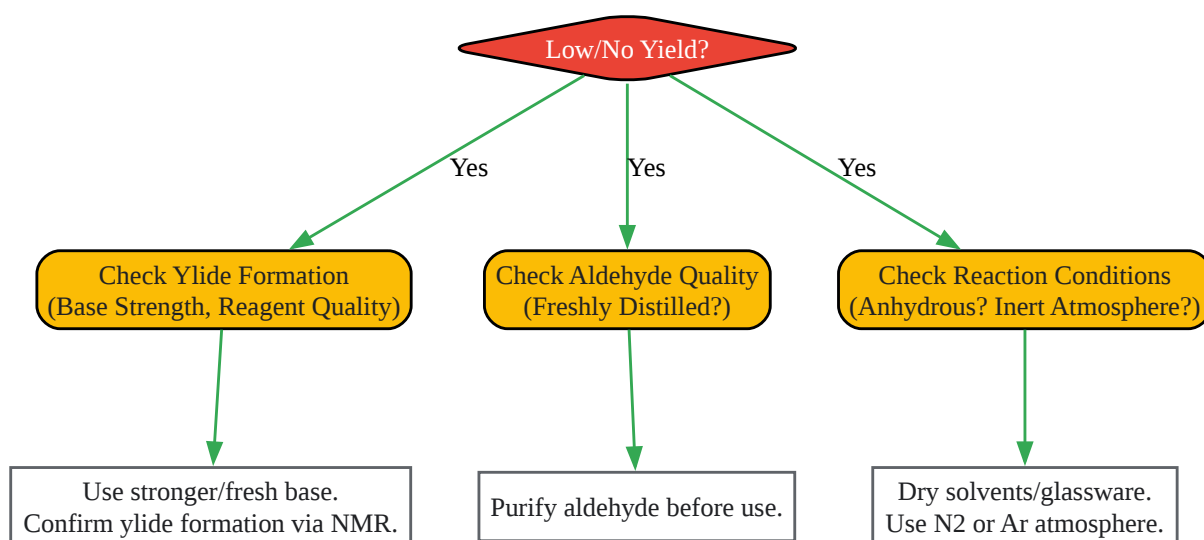 Low/No Yield?
Yes
Yes
Yes
Check Ylide Formation
(Base Strength, Reagent Quality)
Check Aldehyde Quality
(Freshly Distilled?)
Check Reaction Conditions
(Anhydrous? Inert Atmosphere?)
Use stronger/fresh base.
Confirm ylide formation via NMR.
Purify aldehyde before use.
Dry solvents/glassware.
Use N2 or Ar atmosphere.